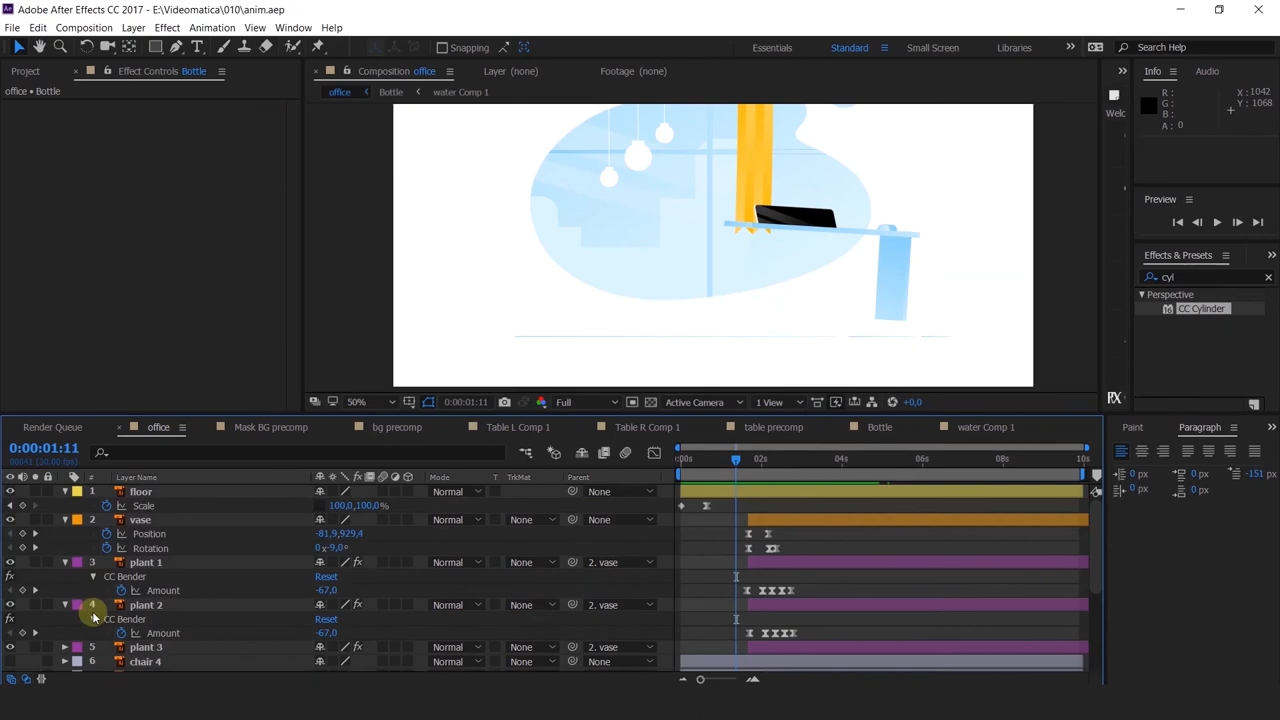 Adobe After Effects CC 2017 - E:\Videomatica\010\anim.aep
File Edit Composition Layer Effect Animation View Window Help
Snapping Essentials Standard Small Screen Libraries Search Help
Project Effect Controls Bottle Composition office Layer (none) Footage (none) Info Audio
office • Bottle office Bottle water Comp 1
R: X: 1042
G: Y: 1068
B:
A: 0
Welc
Preview
Effects & Presets
cyl
Perspective
CC Cylinder
50% 0:00:01:11 Full Active Camera 1 View +0,0
Render Queue office Mask BG precomp bg precomp Table L Comp 1 Table R Comp 1 table precomp Bottle water Comp 1 Paint Paragraph
0:00:01:11
00041 (30.00 fps)
:00s 02s 04s 06s 08s 10s
# Layer Name Mode T TrkMat Parent
1 floor Normal None
Scale 100,0,100,0%
2 vase Normal None None
Position -81,9,929,4
Rotation 0x-9,0°
3 plant 1 Normal None 2. vase
fx CC Bender Reset
Amount -67,0
4 plant 2 Normal None 2. vase
fx CC Bender Reset
Amount -67,0
5 plant 3 Normal None 2. vase
6 chair 4 Normal None None
0 px 0 px -151 px
0 px 0 px